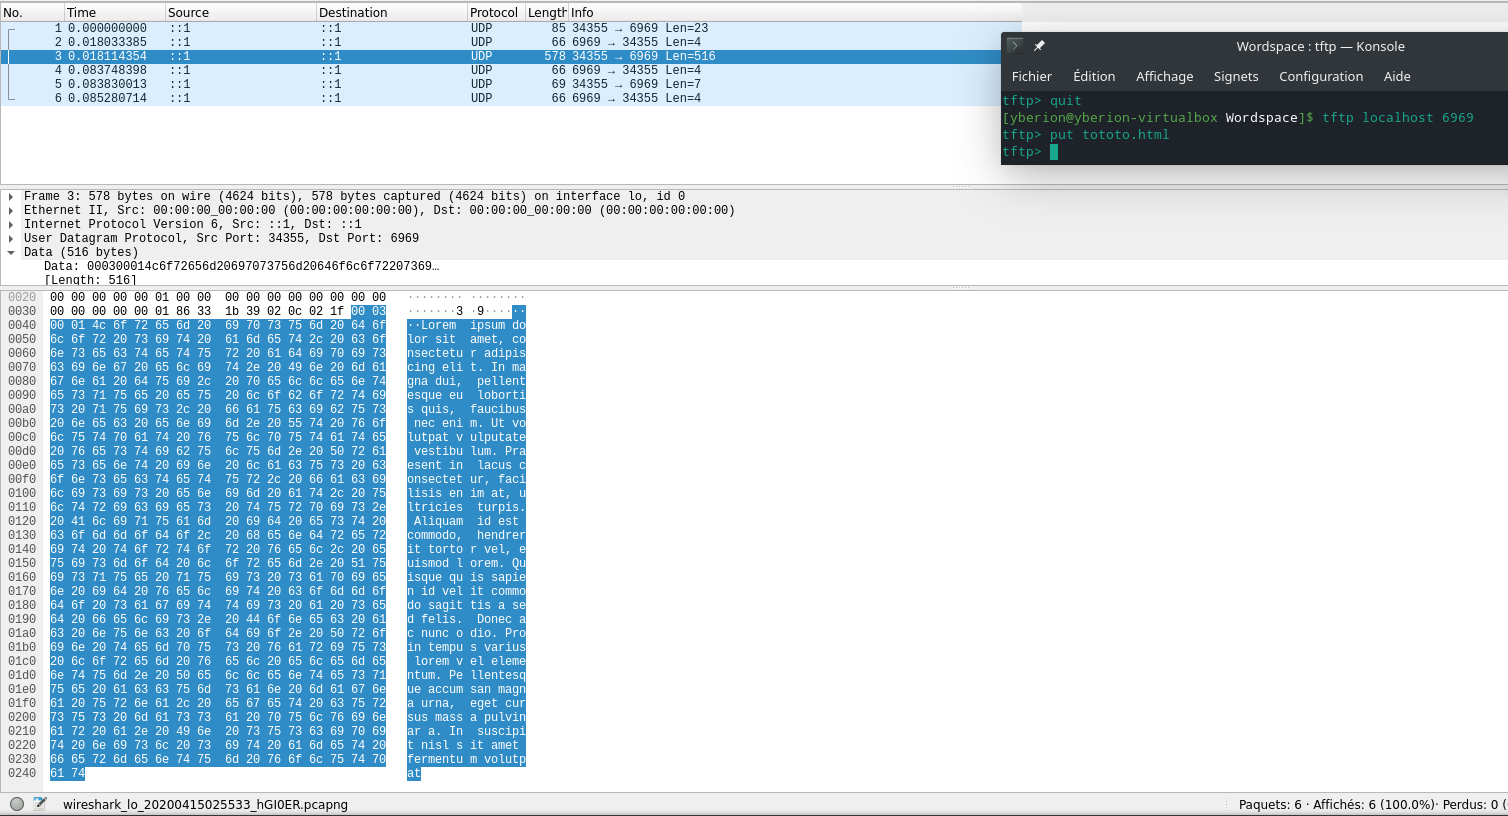 No. Time Source Destination Protocol Length Info
1 0.000000000 ::1 ::1 UDP 85 34355 → 6969 Len=23
2 0.018033385 ::1 ::1 UDP 66 6969 → 34355 Len=4
3 0.018114354 ::1 ::1 UDP 578 34355 → 6969 Len=516
4 0.083748398 ::1 ::1 UDP 66 6969 → 34355 Len=4
5 0.083830013 ::1 ::1 UDP 69 34355 → 6969 Len=7
6 0.085280714 ::1 ::1 UDP 66 6969 → 34355 Len=4
Wordspace : tftp — Konsole
Fichier Édition Affichage Signets Configuration Aide
tftp> quit
[yberion@yberion-virtualbox Wordspace]$ tftp localhost 6969
tftp> put tototo.html
tftp>
Frame 3: 578 bytes on wire (4624 bits), 578 bytes captured (4624 bits) on interface lo, id 0
Ethernet II, Src: 00:00:00_00:00:00 (00:00:00:00:00:00), Dst: 00:00:00_00:00:00 (00:00:00:00:00:00)
Internet Protocol Version 6, Src: ::1, Dst: ::1
User Datagram Protocol, Src Port: 34355, Dst Port: 6969
Data (516 bytes)
Data: 000300014c6f72656d20697073756d20646f6c6f72207369…
[Length: 516]
0020 00 00 00 00 00 01 00 00 00 00 00 00 00 00 00 00 ········ ········
0030 00 00 00 00 00 01 86 33 1b 39 02 0c 02 1f 00 03 ·······3 ·9······
0040 00 01 4c 6f 72 65 6d 20 69 70 73 75 6d 20 64 6f ··Lorem ipsum do
0050 6c 6f 72 20 73 69 74 20 61 6d 65 74 2c 20 63 6f lor sit amet, co
0060 6e 73 65 63 74 65 74 75 72 20 61 64 69 70 69 73 nsectetu r adipis
0070 63 69 6e 67 20 65 6c 69 74 2e 20 49 6e 20 6d 61 cing eli t. In ma
0080 67 6e 61 20 64 75 69 2c 20 70 65 6c 6c 65 6e 74 gna dui, pellent
0090 65 73 71 75 65 20 65 75 20 6c 6f 62 6f 72 74 69 esque eu loborti
00a0 73 20 71 75 69 73 2c 20 66 61 75 63 69 62 75 73 s quis, faucibus
00b0 20 6e 65 63 20 65 6e 69 6d 2e 20 55 74 20 76 6f nec eni m. Ut vo
00c0 6c 75 74 70 61 74 20 76 75 6c 70 75 74 61 74 65 lutpat v ulputate
00d0 20 76 65 73 74 69 62 75 6c 75 6d 2e 20 50 72 61 vestibu lum. Pra
00e0 65 73 65 6e 74 20 69 6e 20 6c 61 63 75 73 20 63 esent in lacus c
00f0 6f 6e 73 65 63 74 65 74 75 72 2c 20 66 61 63 69 onsectet ur, faci
0100 6c 69 73 69 73 20 65 6e 69 6d 20 61 74 2c 20 75 lisis en im at, u
0110 6c 74 72 69 63 69 65 73 20 74 75 72 70 69 73 2e ltricies turpis.
0120 20 41 6c 69 71 75 61 6d 20 69 64 20 65 73 74 20 Aliquam id est
0130 63 6f 6d 6d 6f 64 6f 2c 20 68 65 6e 64 72 65 72 commodo, hendrer
0140 69 74 20 74 6f 72 74 6f 72 20 76 65 6c 2c 20 65 it torto r vel, e
0150 75 69 73 6d 6f 64 20 6c 6f 72 65 6d 2e 20 51 75 uismod l orem. Qu
0160 69 73 71 75 65 20 71 75 69 73 20 73 61 70 69 65 isque qu is sapie
0170 6e 20 69 64 20 76 65 6c 69 74 20 63 6f 6d 6d 6f n id vel it commo
0180 64 6f 20 73 61 67 69 74 74 69 73 20 61 20 73 65 do sagit tis a se
0190 64 20 66 65 6c 69 73 2e 20 44 6f 6e 65 63 20 61 d felis. Donec a
01a0 63 20 6e 75 6e 63 20 6f 64 69 6f 2e 20 50 72 6f c nunc o dio. Pro
01b0 69 6e 20 74 65 6d 70 75 73 20 76 61 72 69 75 73 in tempu s varius
01c0 20 6c 6f 72 65 6d 20 76 65 6c 20 65 6c 65 6d 65 lorem v el eleme
01d0 6e 74 75 6d 2e 20 50 65 6c 6c 65 6e 74 65 73 71 ntum. Pe llentesq
01e0 75 65 20 61 63 63 75 6d 73 61 6e 20 6d 61 67 6e ue accum san magn
01f0 61 20 75 72 6e 61 2c 20 65 67 65 74 20 63 75 72 a urna, eget cur
0200 73 75 73 20 6d 61 73 73 61 20 70 75 6c 76 69 6e sus mass a pulvin
0210 61 72 20 61 2e 20 49 6e 20 73 75 73 63 69 70 69 ar a. In suscipi
0220 74 20 6e 69 73 6c 20 73 69 74 20 61 6d 65 74 20 t nisl s it amet
0230 66 65 72 6d 65 6e 74 75 6d 20 76 6f 6c 75 74 70 fermentu m volutp
0240 61 74 at
wireshark_lo_20200415025533_hGI0ER.pcapng Paquets: 6 · Affichés: 6 (100.0%)· Perdus: 0 (